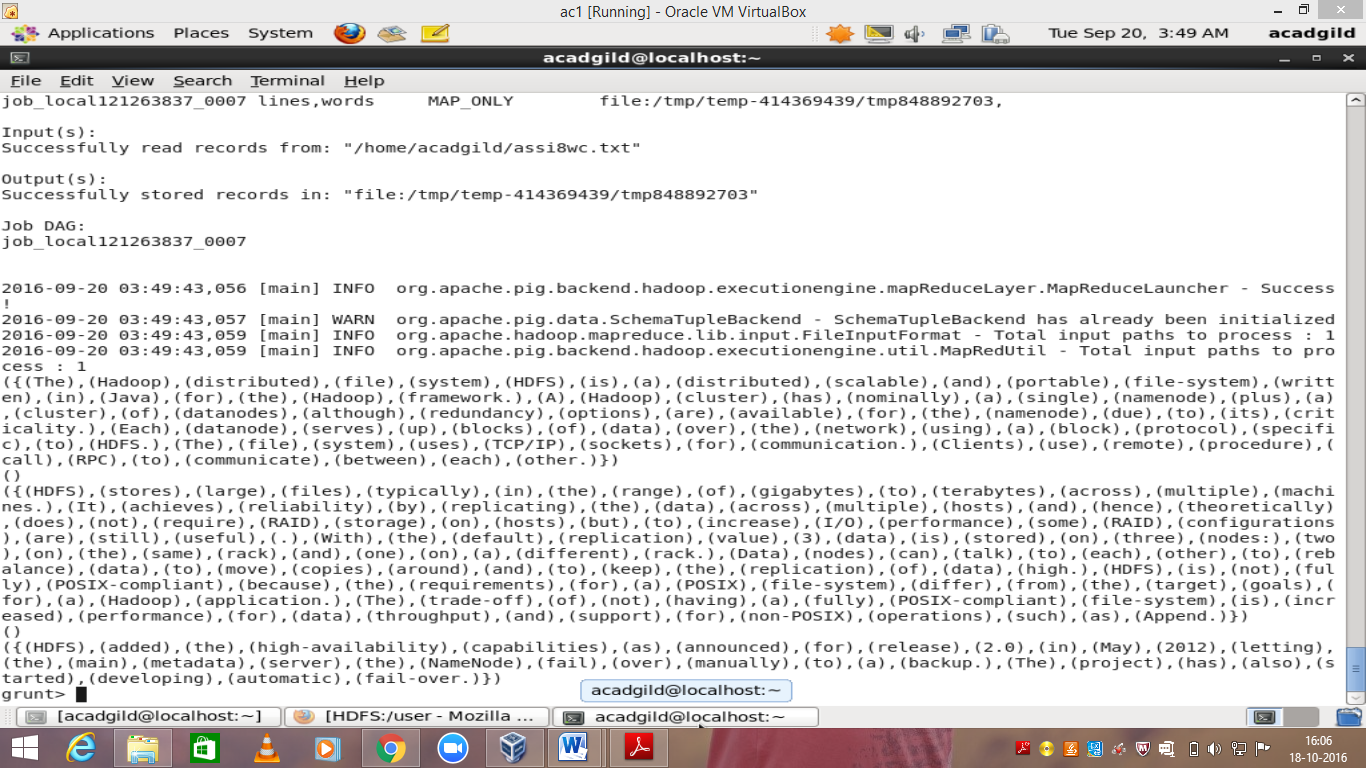 ac1 [Running] - Oracle VM VirtualBox
Applications Places System Tue Sep 20, 3:49 AM acadgild
acadgild@localhost:~
File Edit View Search Terminal Help
job_local121263837_0007 lines,words MAP_ONLY file:/tmp/temp-414369439/tmp848892703,
Input(s):
Successfully read records from: "/home/acadgild/assi8wc.txt"
Output(s):
Successfully stored records in: "file:/tmp/temp-414369439/tmp848892703"
Job DAG:
job_local121263837_0007
2016-09-20 03:49:43,056 [main] INFO org.apache.pig.backend.hadoop.executionengine.mapReduceLayer.MapReduceLauncher - Success
!
2016-09-20 03:49:43,057 [main] WARN org.apache.pig.data.SchemaTupleBackend - SchemaTupleBackend has already been initialized
2016-09-20 03:49:43,059 [main] INFO org.apache.hadoop.mapreduce.lib.input.FileInputFormat - Total input paths to process : 1
2016-09-20 03:49:43,059 [main] INFO org.apache.pig.backend.hadoop.executionengine.util.MapRedUtil - Total input paths to pro
cess : 1
({(The),(Hadoop),(distributed),(file),(system),(HDFS),(is),(a),(distributed),(scalable),(and),(portable),(file-system),(writt
en),(in),(Java),(for),(the),(Hadoop),(framework.),(A),(Hadoop),(cluster),(has),(nominally),(a),(single),(namenode),(plus),(a)
,(cluster),(of),(datanodes),(although),(redundancy),(options),(are),(available),(for),(the),(namenode),(due),(to),(its),(crit
icality.),(Each),(datanode),(serves),(up),(blocks),(of),(data),(over),(the),(network),(using),(a),(block),(protocol),(specifi
c),(to),(HDFS.),(The),(file),(system),(uses),(TCP/IP),(sockets),(for),(communication.),(Clients),(use),(remote),(procedure),(
call),(RPC),(to),(communicate),(between),(each),(other.)})
()
({(HDFS),(stores),(large),(files),(typically),(in),(the),(range),(of),(gigabytes),(to),(terabytes),(across),(multiple),(machi
nes.),(It),(achieves),(reliability),(by),(replicating),(the),(data),(across),(multiple),(hosts),(and),(hence),(theoretically)
,(does),(not),(require),(RAID),(storage),(on),(hosts),(but),(to),(increase),(I/O),(performance),(some),(RAID),(configurations
),(are),(still),(useful),(.),(With),(the),(default),(replication),(value),(3),(data),(is),(stored),(on),(three),(nodes:),(two
),(on),(the),(same),(rack),(and),(one),(on),(a),(different),(rack.),(Data),(nodes),(can),(talk),(to),(each),(other),(to),(reb
alance),(data),(to),(move),(copies),(around),(and),(to),(keep),(the),(replication),(of),(data),(high.),(HDFS),(is),(not),(ful
ly),(POSIX-compliant),(because),(the),(requirements),(for),(a),(POSIX),(file-system),(differ),(from),(the),(target),(goals),(
for),(a),(Hadoop),(application.),(The),(trade-off),(of),(not),(having),(a),(fully),(POSIX-compliant),(file-system),(is),(incr
eased),(performance),(for),(data),(throughput),(and),(support),(for),(non-POSIX),(operations),(such),(as),(Append.)})
()
({(HDFS),(added),(the),(high-availability),(capabilities),(as),(announced),(for),(release),(2.0),(in),(May),(2012),(letting),
(the),(main),(metadata),(server),(the),(NameNode),(fail),(over),(manually),(to),(a),(backup.),(The),(project),(has),(also),(s
tarted),(developing),(automatic),(fail-over.)})
grunt>
acadgild@localhost:~
[acadgild@localhost:~] [HDFS:/user - Mozilla ... acadgild@localhost:~
16:06
18-10-2016